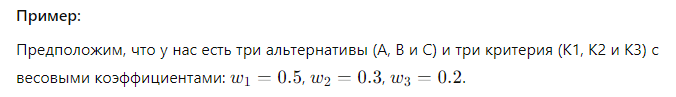 Пример:
Предположим, что у нас есть три альтернативы (A, B и C) и три критерия (K1, K2 и K3) с
весовыми коэффициентами: w₁ = 0.5, w₂ = 0.3, w₃ = 0.2.